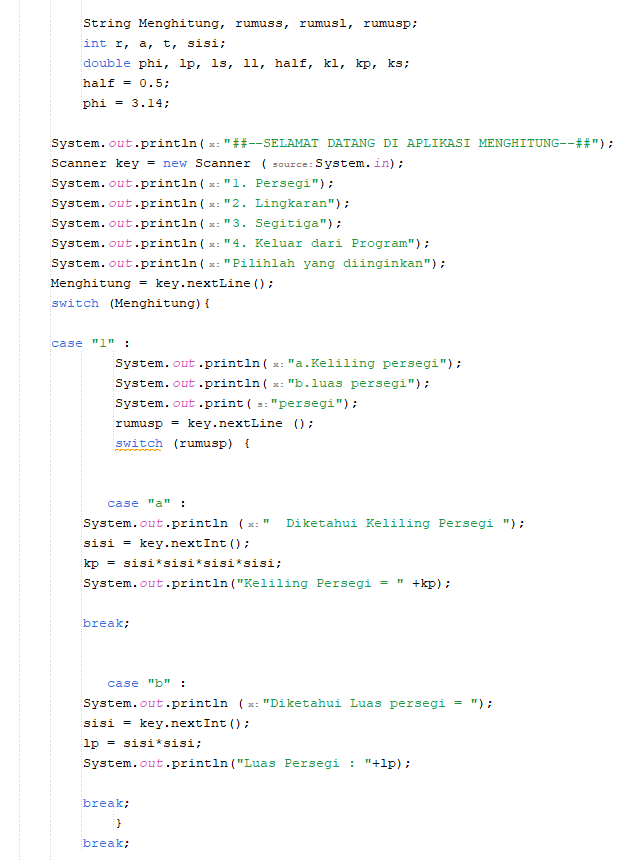 String Menghitung, rumuss, rumusl, rumusp;
int r, a, t, sisi;
double phi, lp, ls, ll, half, kl, kp, ks;
half = 0.5;
phi = 3.14;
System.out.println( x: "##--SELAMAT DATANG DI APLIKASI MENGHITUNG--##");
Scanner key = new Scanner ( source: System.in);
System.out.println( x: "1. Persegi");
System.out.println( x: "2. Lingkaran");
System.out.println( x: "3. Segitiga");
System.out.println( x: "4. Keluar dari Program");
System.out.println( x: "Pilihlah yang diinginkan");
Menghitung = key.nextLine();
switch (Menghitung){
case "1" :
System.out.println( x: "a.Keliling persegi");
System.out.println( x: "b.luas persegi");
System.out.print( s: "persegi");
rumusp = key.nextLine ();
switch (rumusp) {
case "a" :
System.out.println ( x: "  Diketahui Keliling Persegi ");
sisi = key.nextInt();
kp = sisi*sisi*sisi*sisi;
System.out.println("Keliling Persegi = " +kp);
break;
case "b" :
System.out.println ( x: "Diketahui Luas persegi = ");
sisi = key.nextInt();
lp = sisi*sisi;
System.out.println("Luas Persegi : "+lp);
break;
}
break;